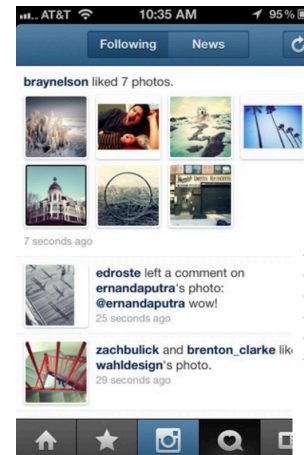 AT&T 10:35 AM 95%
Following News
braynelson liked 7 photos.
7 seconds ago
edroste left a comment on
ernandaputra's photo:
@ernandaputra wow!
25 seconds ago
zachbulick and brenton_clarke lik
wahldesign's photo.
29 seconds ago